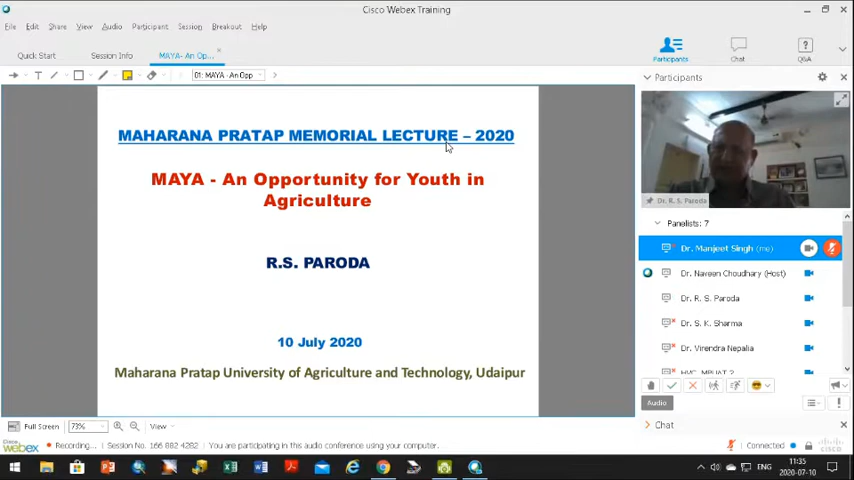 Cisco Webex Training
File Edit Share View Audio Participant Session Breakout Help
Quick Start Session Info MAYA- An Op...
Participants Chat Q&A
01: MAYA - An Opp
Participants
MAHARANA PRATAP MEMORIAL LECTURE – 2020
MAYA - An Opportunity for Youth in
Agriculture
R.S. PARODA
10 July 2020
Maharana Pratap University of Agriculture and Technology, Udaipur
Dr. R. S. Paroda
Panelists: 7
Dr. Manjeet Singh (me)
Dr. Naveen Choudhary (Host)
Dr. R. S. Paroda
Dr. S. K. Sharma
Dr. Virendra Nepalia
Audio
Chat
Full Screen 73% View
cisco webex Recording... Session No. 166 882 4282 You are participating in this audio conference using your computer. Connected cisco
ENG 11:35
2020-07-10